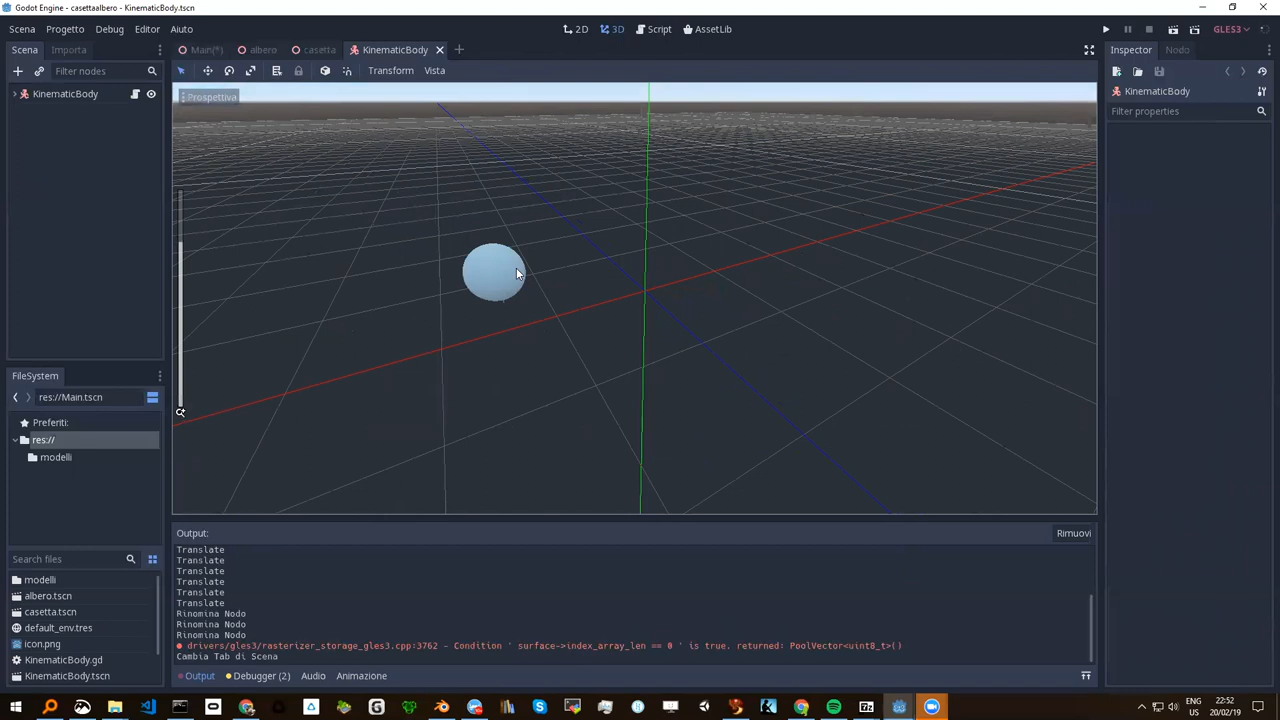 Godot Engine - casettaalbero - KinematicBody.tscn
Scena Progetto Debug Editor Aiuto
2D 3D Script AssetLib
GLES3
Scena Importa
Main(*) albero casetta KinematicBody
Inspector Nodo
Filter nodes
Transform Vista
KinematicBody
Prospettiva
KinematicBody
Filter properties
FileSystem
res://Main.tscn
Preferiti:
res://
modelli
Search files
modelli
albero.tscn
casetta.tscn
default_env.tres
icon.png
KinematicBody.gd
KinematicBody.tscn
Output:
Rimuovi
Translate
Translate
Translate
Translate
Translate
Translate
Rinomina Nodo
Rinomina Nodo
Rinomina Nodo
drivers/gles3/rasterizer_storage_gles3.cpp:3762 - Condition ' surface->index_array_len == 0 ' is true. returned: PoolVector<uint8_t>()
Cambia Tab di Scena
Output Debugger (2) Audio Animazione
ENG
US
22:52
20/02/19